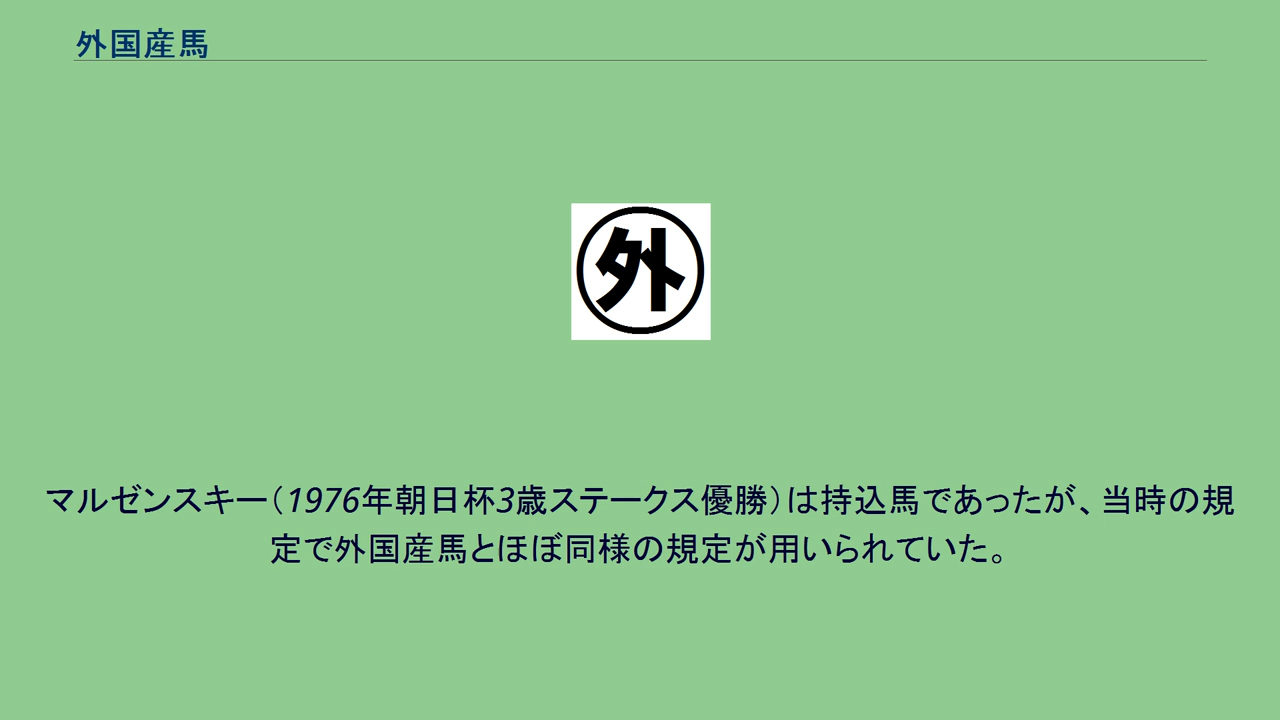 外国産馬
外
マルゼンスキー（1976年朝日杯3歳ステークス優勝）は持込馬であったが、当時の規
定で外国産馬とほぼ同様の規定が用いられていた。